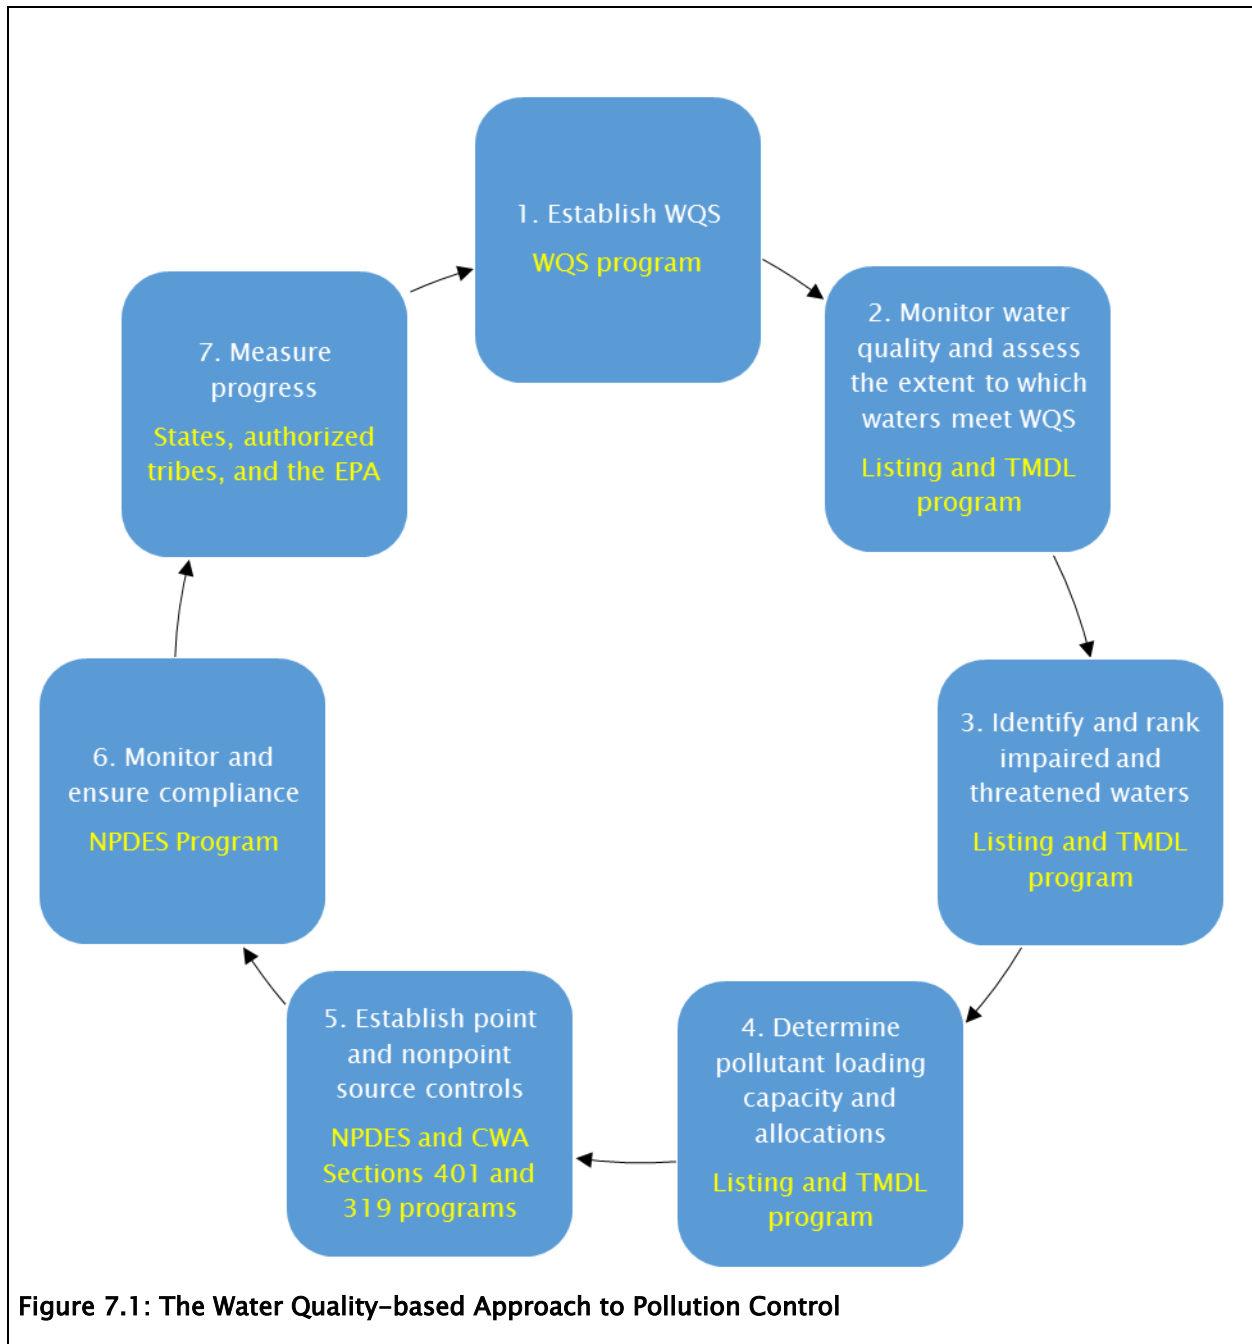 1. Establish WQS
WQS program
2. Monitor water
quality and assess
the extent to which
waters meet WQS
Listing and TMDL
program
3. Identify and rank
impaired and
threatened waters
Listing and TMDL
program
4. Determine
pollutant loading
capacity and
allocations
Listing and TMDL
program
5. Establish point
and nonpoint
source controls
NPDES and CWA
Sections 401 and
319 programs
6. Monitor and
ensure compliance
NPDES Program
7. Measure
progress
States, authorized
tribes, and the EPA
Figure 7.1: The Water Quality-based Approach to Pollution Control